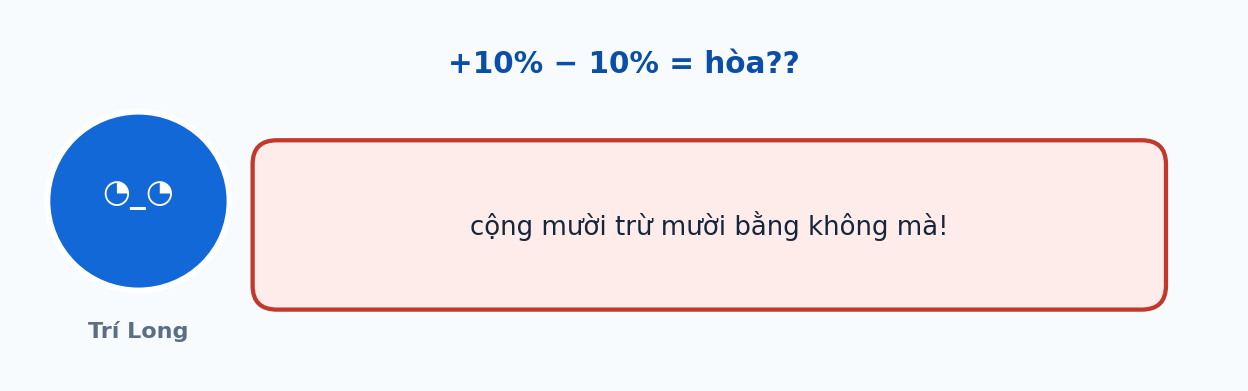 +10% − 10% = hòa??
◔_◔
cộng mười trừ mười bằng không mà!
Trí Long